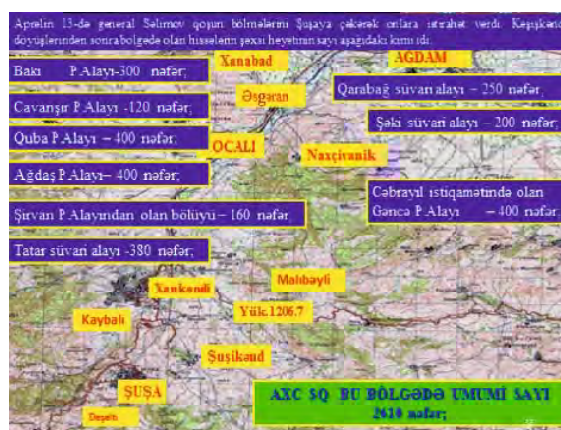 Aprelin 13-də general Səlimov qoşun bölmələrini Şuşaya çəkərək onlara istirahət verdi. Keşişkənd
döyüşlərindən sonra bölgədə olan hissələrin şəxsi heyətinin sayı aşağıdakı kimi idi.
Xanabad
AĞDAM
Bakı P.Alayı-300 nəfər;
Qarabağ süvari alayı – 250 nəfər;
Əsgəran
Cavanşir P.Alayı -120 nəfər;
Şəki süvari alayı – 200 nəfər;
Quba P.Alayı – 400 nəfər;
OCALI
Naxçivanik
Ağdaş P.Alayı– 400 nəfər;
Cəbrayıl istiqamətində olan
Gəncə P.Alayı – 400 nəfər;
Şirvan P.Alayından olan bölüyü – 160 nəfər;
Tatar süvari alayı -380 nəfər;
Malıbəyli
Xankəndi
Yük.1206.7
Kaybalı
Şuşikənd
ŞUŞA
AXC SQ BU BÖLGƏDƏ UMUMİ SAYI
2610 nəfər;
Daşaltı